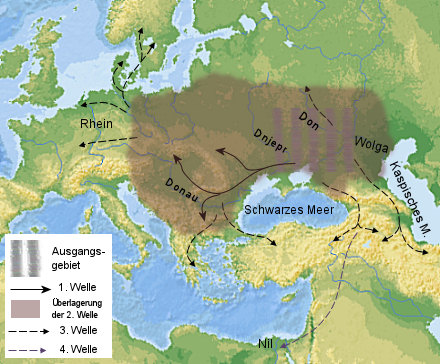 Rhein
Don
Dnjepr
Wolga
Donau
Kaspisches M.
Schwarzes Meer
Nil
Ausgangs-
gebiet
1. Welle
Überlagerung
der 2. Welle
3. Welle
4. Welle